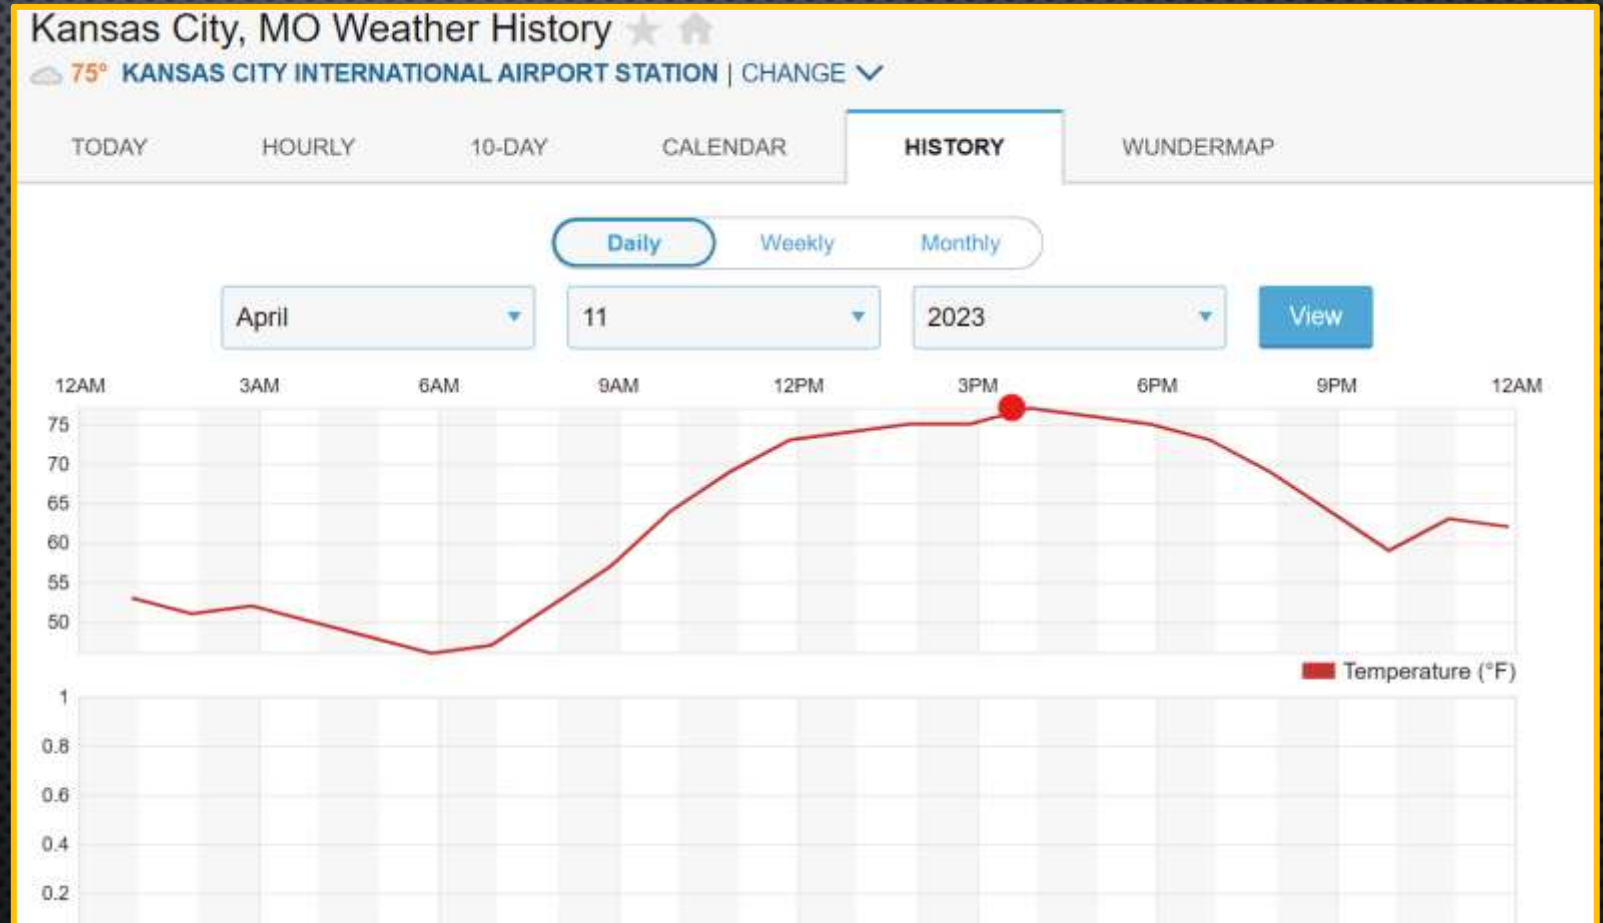 Kansas City, MO Weather History
75° KANSAS CITY INTERNATIONAL AIRPORT STATION | CHANGE
TODAY HOURLY 10-DAY CALENDAR HISTORY WUNDERMAP
Daily Weekly Monthly
April 11 2023 View
12AM 3AM 6AM 9AM 12PM 3PM 6PM 9PM 12AM
75
70
65
60
55
50
Temperature (°F)
1
0.8
0.6
0.4
0.2